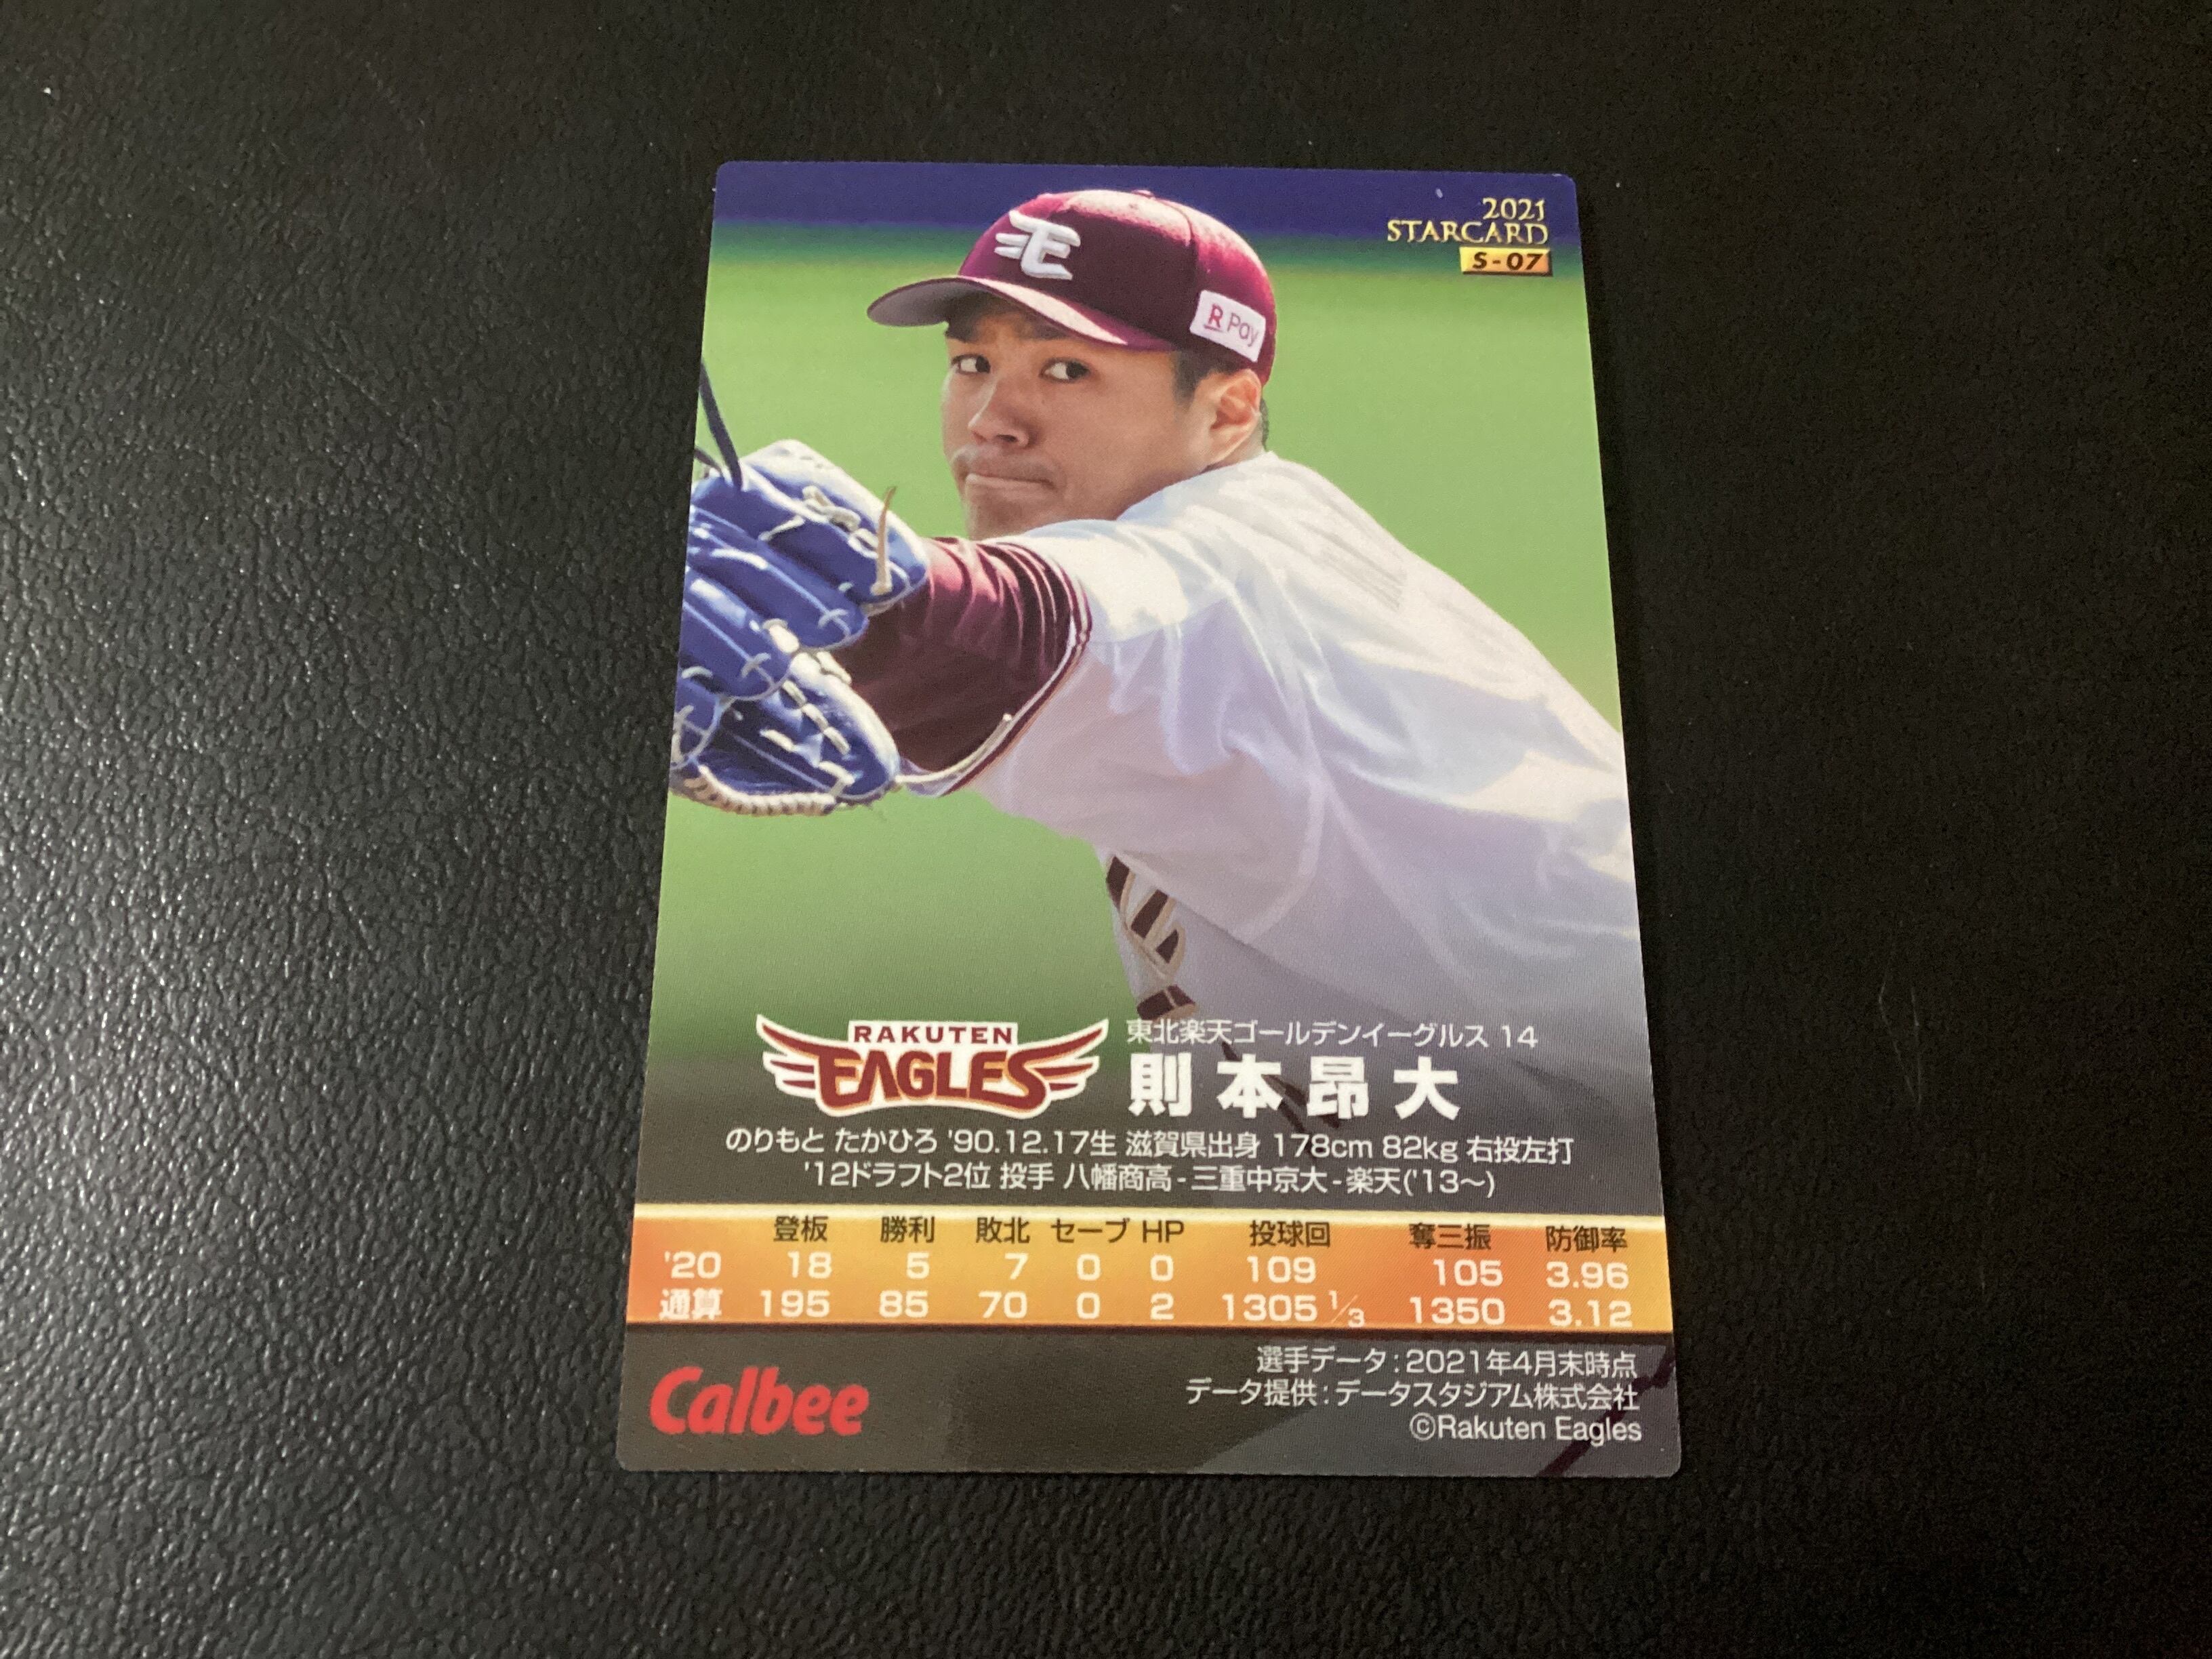 2021
STARCARD
S-07
E
R Pay
RAKUTEN
EAGLES
東北楽天ゴールデンイーグルス 14
則本昂大
のりもと たかひろ '90.12.17生 滋賀県出身 178cm 82kg 右投左打
'12ドラフト2位 投手 八幡商高-三重中京大-楽天('13〜)
登板 勝利 敗北 セーブ HP 投球回 奪三振 防御率
'20 18 5 7 0 0 109 105 3.96
通算 195 85 70 0 2 1305 1/3 1350 3.12
Calbee
選手データ:2021年4月末時点
データ提供:データスタジアム株式会社
©Rakuten Eagles